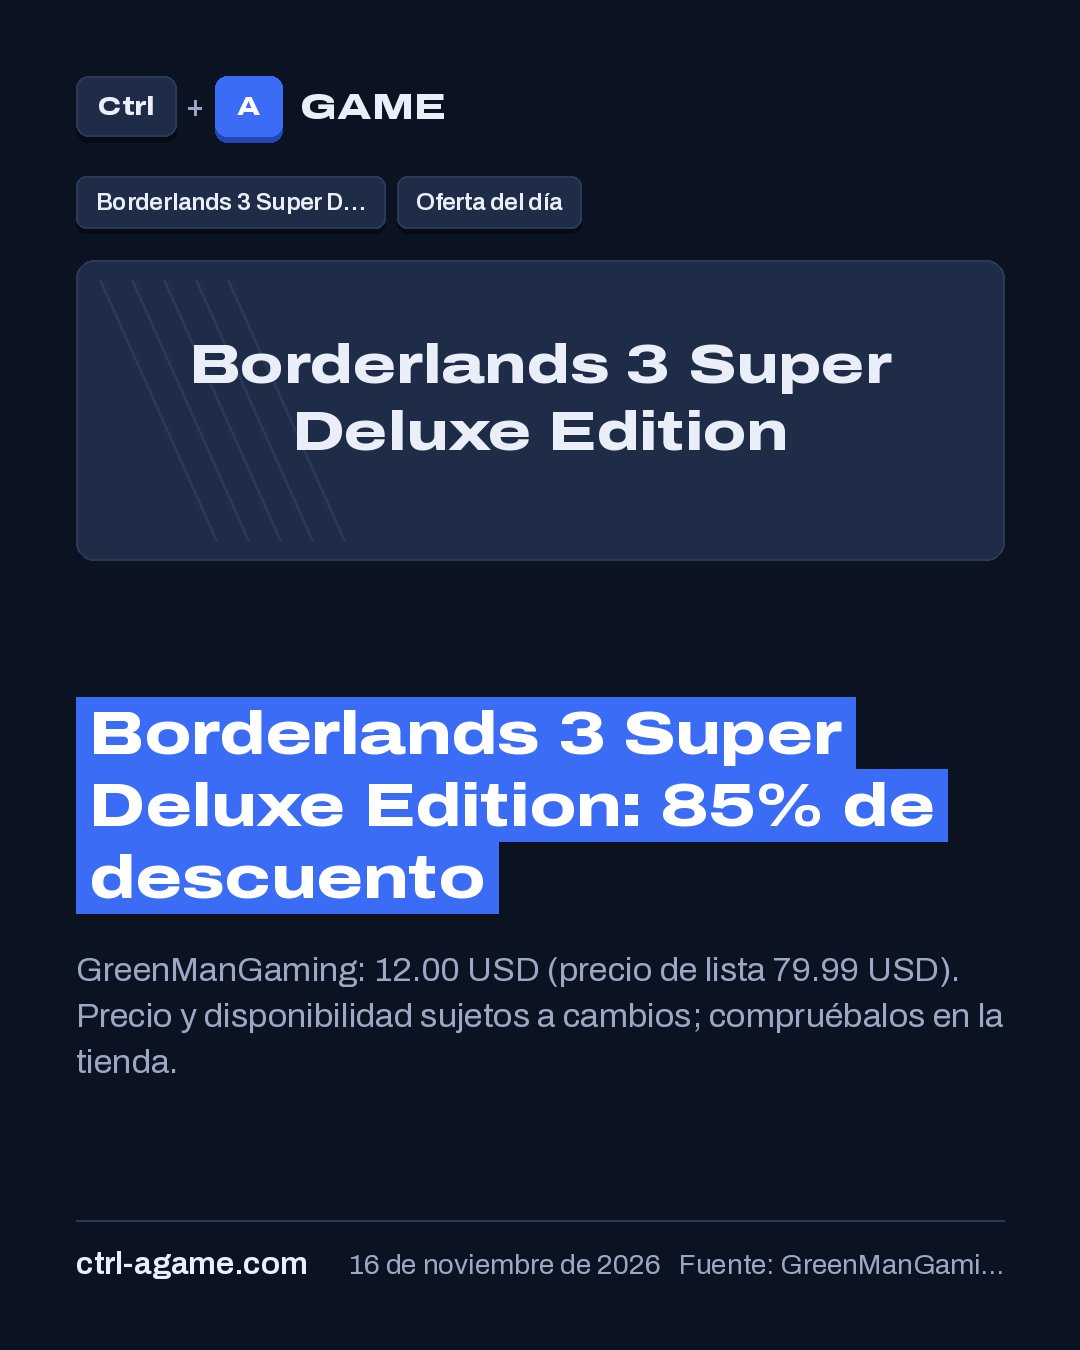 Ctrl + A GAME
Borderlands 3 Super D... Oferta del día
Borderlands 3 Super
Deluxe Edition
Borderlands 3 Super
Deluxe Edition: 85% de
descuento
GreenManGaming: 12.00 USD (precio de lista 79.99 USD).
Precio y disponibilidad sujetos a cambios; compruébalos en la
tienda.
ctrl-agame.com 16 de noviembre de 2026 Fuente: GreenManGami...